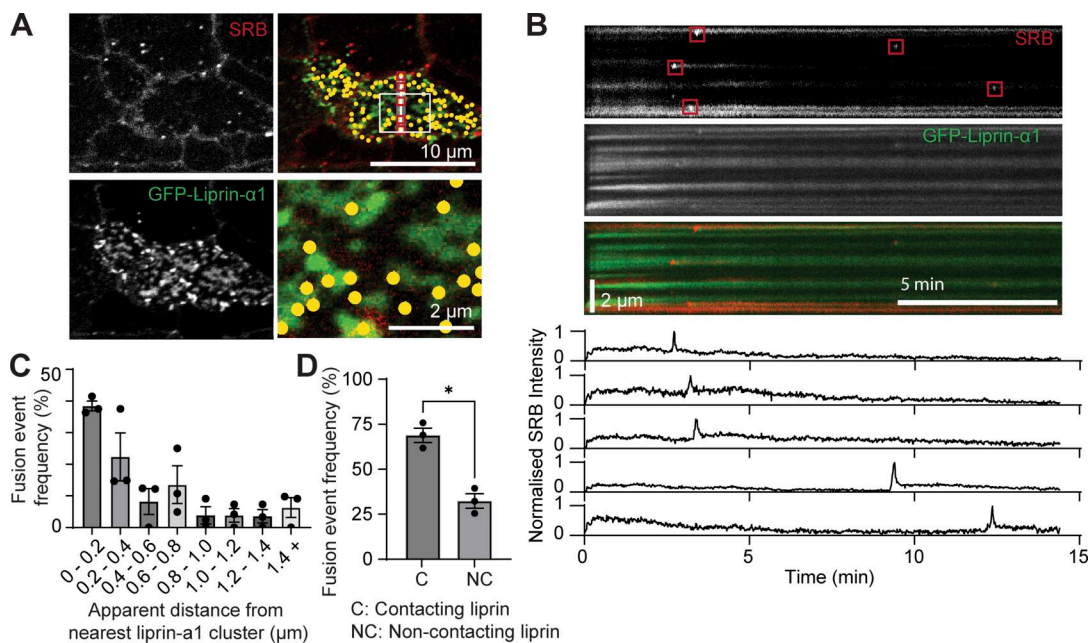 A
SRB
10 µm
GFP-Liprin-α1
2 µm
B
SRB
GFP-Liprin-α1
5 min
2 µm
Normalised SRB Intensity
1
0
1
0
1
0
1
0
1
0
0
5
10
15
Time (min)
C
Fusion event
frequency (%)
50
0
0 - 0.2
0.2 - 0.4
0.4 - 0.6
0.6 - 0.8
0.8 - 1.0
1.0 - 1.2
1.2 - 1.4
1.4 +
Apparent distance from
nearest liprin-a1 cluster (µm)
D
Fusion event frequency (%)
100
75
50
25
0
*
C
NC
C: Contacting liprin
NC: Non-contacting liprin